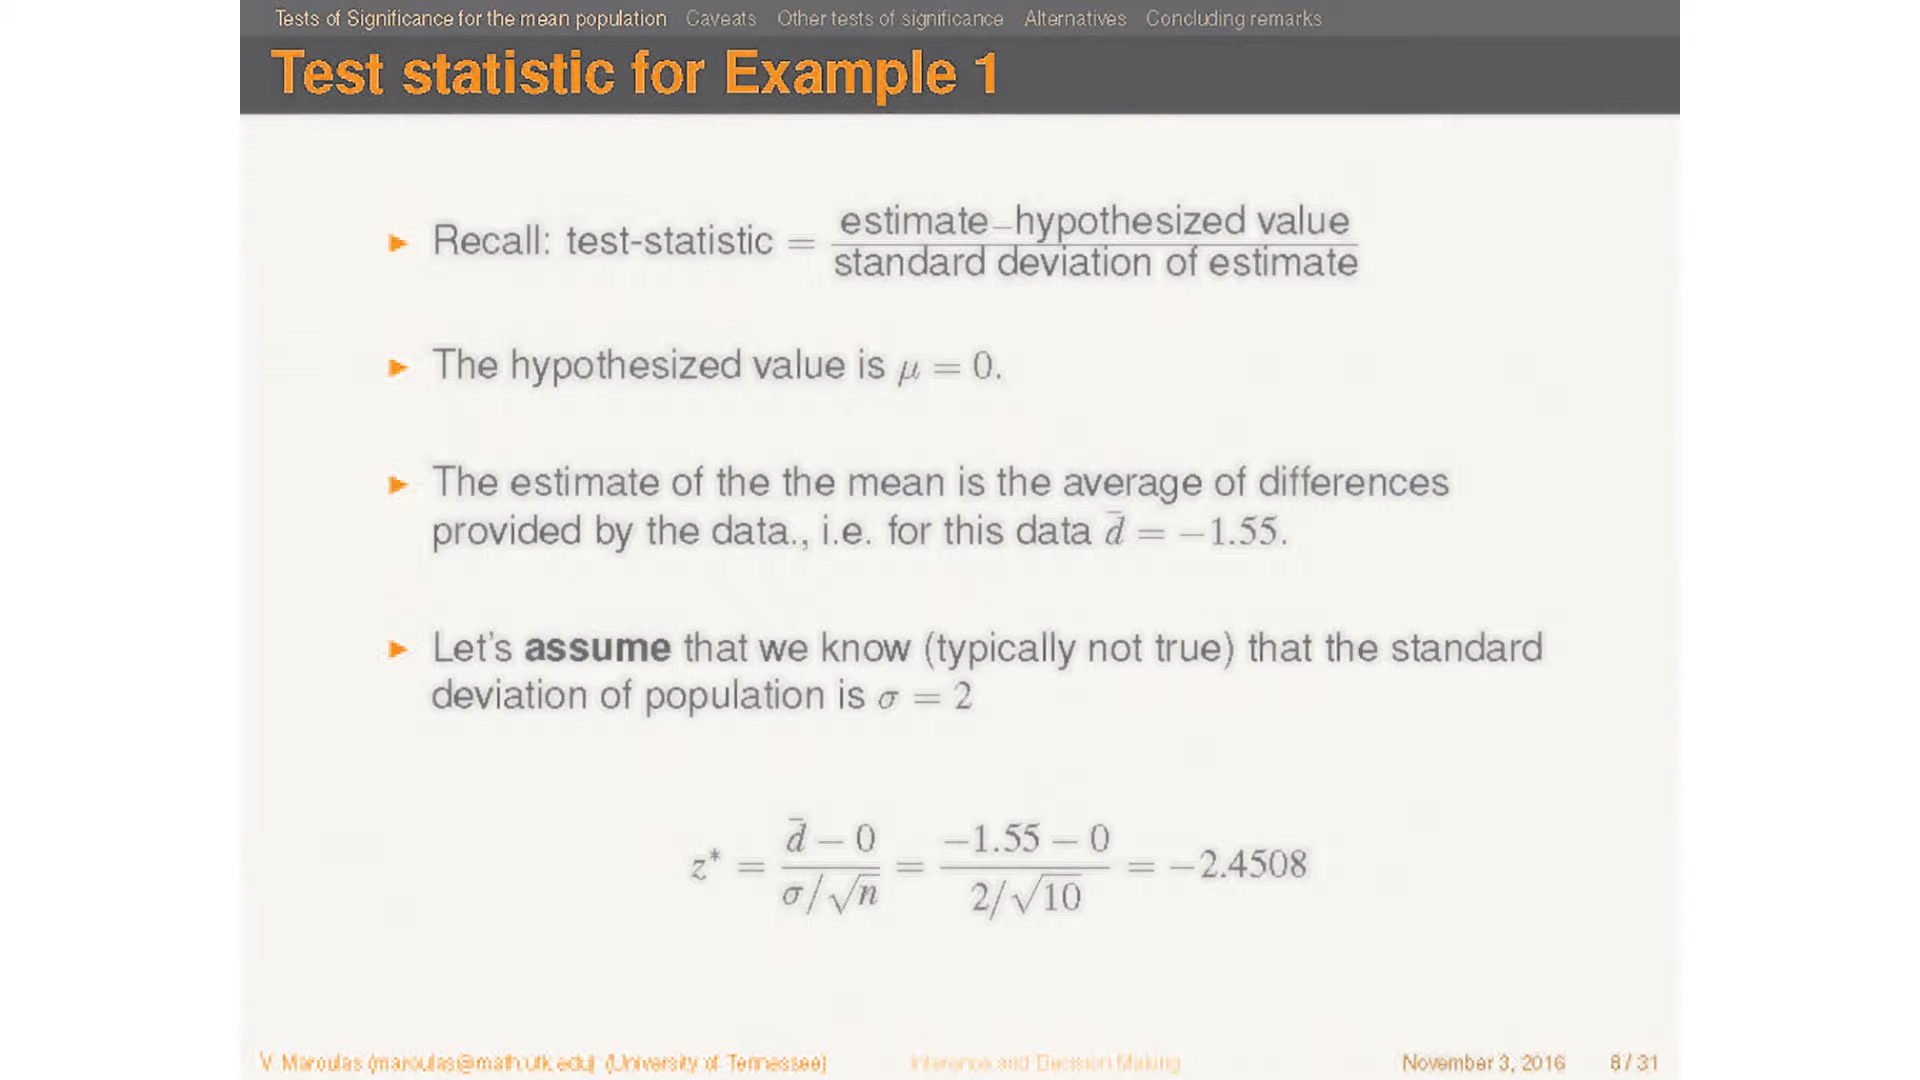 Tests of Significance for the mean population Caveats Other tests of significance Alternatives Concluding remarks
Test statistic for Example 1
► Recall: test-statistic = estimate–hypothesized value / standard deviation of estimate
► The hypothesized value is μ = 0.
► The estimate of the the mean is the average of differences
provided by the data., i.e. for this data d̄ = −1.55.
► Let's assume that we know (typically not true) that the standard
deviation of population is σ = 2
z* = (d̄ − 0) / (σ/√n) = (−1.55 − 0) / (2/√10) = −2.4508
V. Maroulas (maroulas@math.utk.edu) (University of Tennessee) Inference and Decision Making November 3, 2016 8 / 31